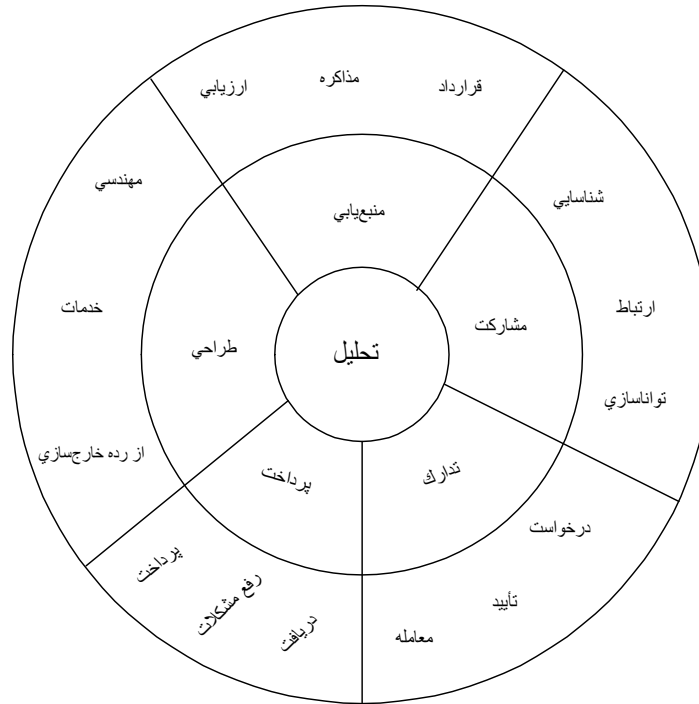 قرارداد
مذاكره
ارزيابي
منبع‌يابي
شناسايي
ارتباط
تواناسازي
مشاركت
تحليل
طراحي
مهندسي
خدمات
از رده خارج‌سازي
تدارك
درخواست
تأييد
معامله
پرداخت
دريافت
رفع مشكلات
پرداخت